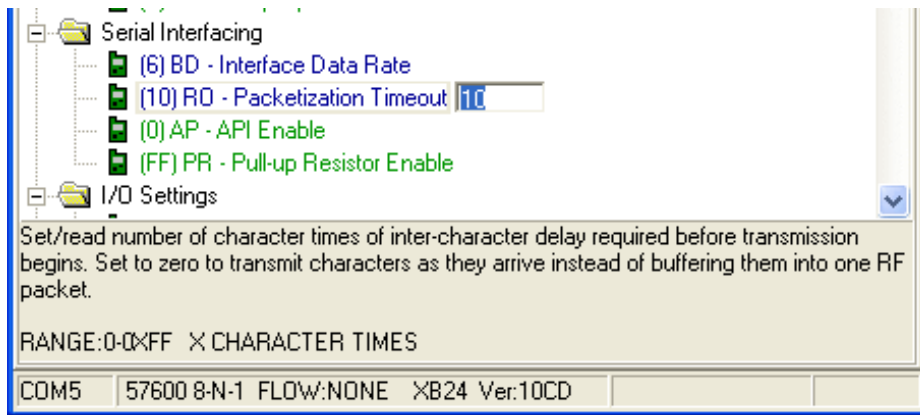 Serial Interfacing
(6) BD - Interface Data Rate
(10) RO - Packetization Timeout 10
(0) AP - API Enable
(FF) PR - Pull-up Resistor Enable
I/O Settings
Set/read number of character times of inter-character delay required before transmission
begins. Set to zero to transmit characters as they arrive instead of buffering them into one RF
packet.
RANGE:0-0XFF X CHARACTER TIMES
COM5 57600 8-N-1 FLOW:NONE XB24 Ver:10CD